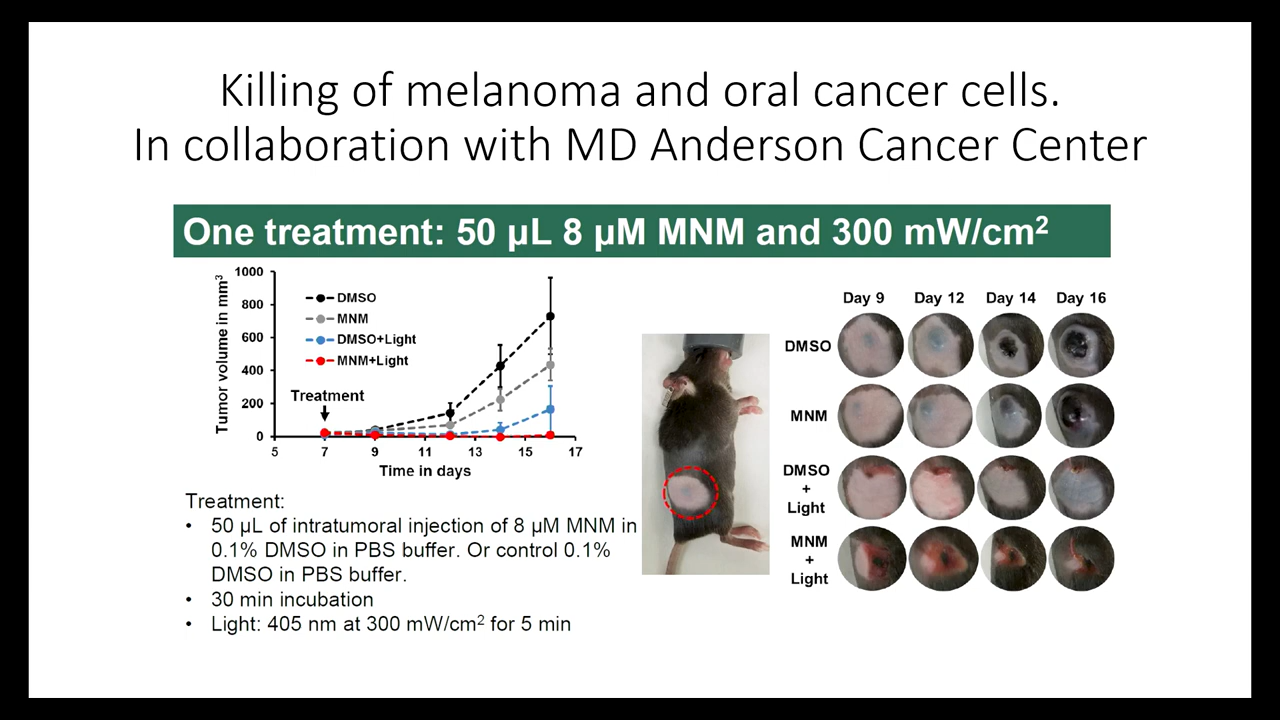 Killing of melanoma and oral cancer cells.
In collaboration with MD Anderson Cancer Center
One treatment: 50 µL 8 µM MNM and 300 mW/cm²
Tumor volume in mm³
1000
800
600
400
200
0
DMSO
MNM
DMSO+Light
MNM+Light
Treatment
5 7 9 11 13 15 17
Time in days
Treatment:
• 50 µL of intratumoral injection of 8 µM MNM in
0.1% DMSO in PBS buffer. Or control 0.1%
DMSO in PBS buffer.
• 30 min incubation
• Light: 405 nm at 300 mW/cm² for 5 min
Day 9 Day 12 Day 14 Day 16
DMSO
MNM
DMSO
+
Light
MNM
+
Light